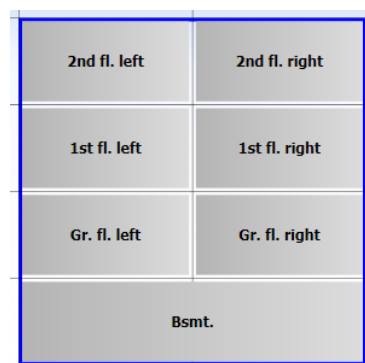 2nd fl. left
2nd fl. right
1st fl. left
1st fl. right
Gr. fl. left
Gr. fl. right
Bsmt.